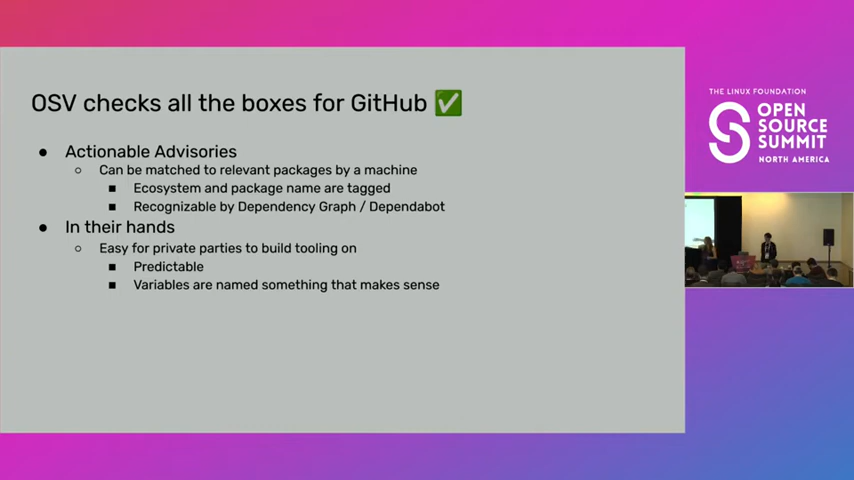 OSV checks all the boxes for GitHub ✅
● Actionable Advisories
○ Can be matched to relevant packages by a machine
■ Ecosystem and package name are tagged
■ Recognizable by Dependency Graph / Dependabot
● In their hands
○ Easy for private parties to build tooling on
■ Predictable
■ Variables are named something that makes sense
THE LINUX FOUNDATION
OPEN
SOURCE
SUMMIT
NORTH AMERICA